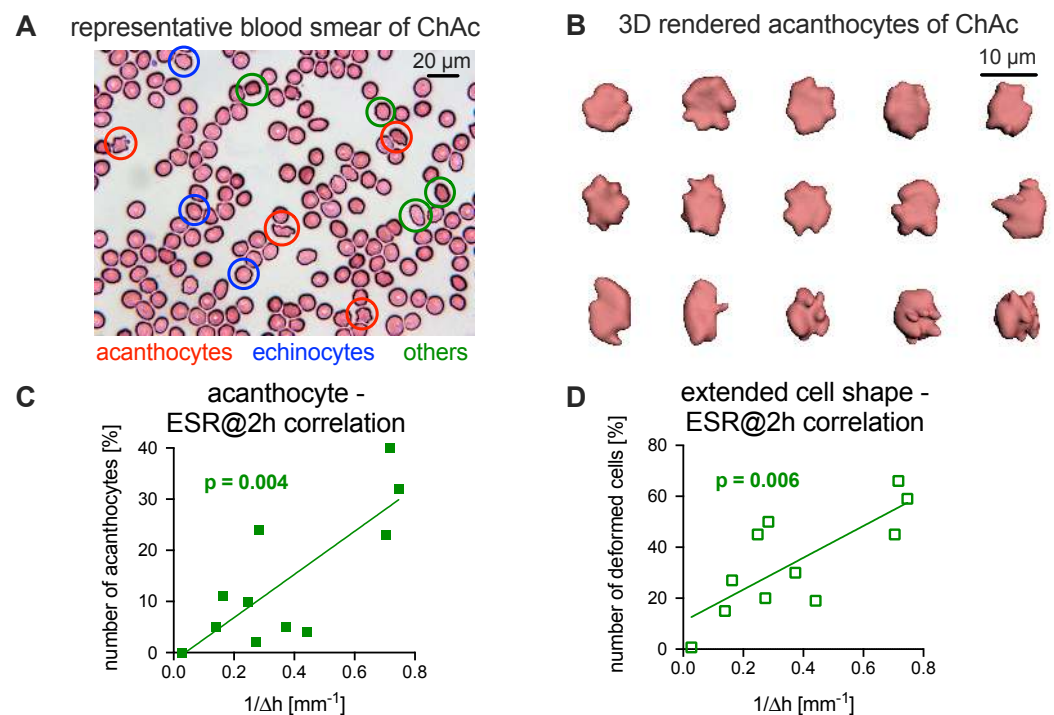 A representative blood smear of ChAc
20 µm
acanthocytes echinocytes others
B 3D rendered acanthocytes of ChAc
10 µm
C acanthocyte -
ESR@2h correlation
number of acanthocytes [%]
40
30
20
10
0
p = 0.004
0.0 0.2 0.4 0.6 0.8
1/Δh [mm⁻¹]
D extended cell shape -
ESR@2h correlation
number of deformed cells [%]
80
60
40
20
0
p = 0.006
0.0 0.2 0.4 0.6 0.8
1/Δh [mm⁻¹]